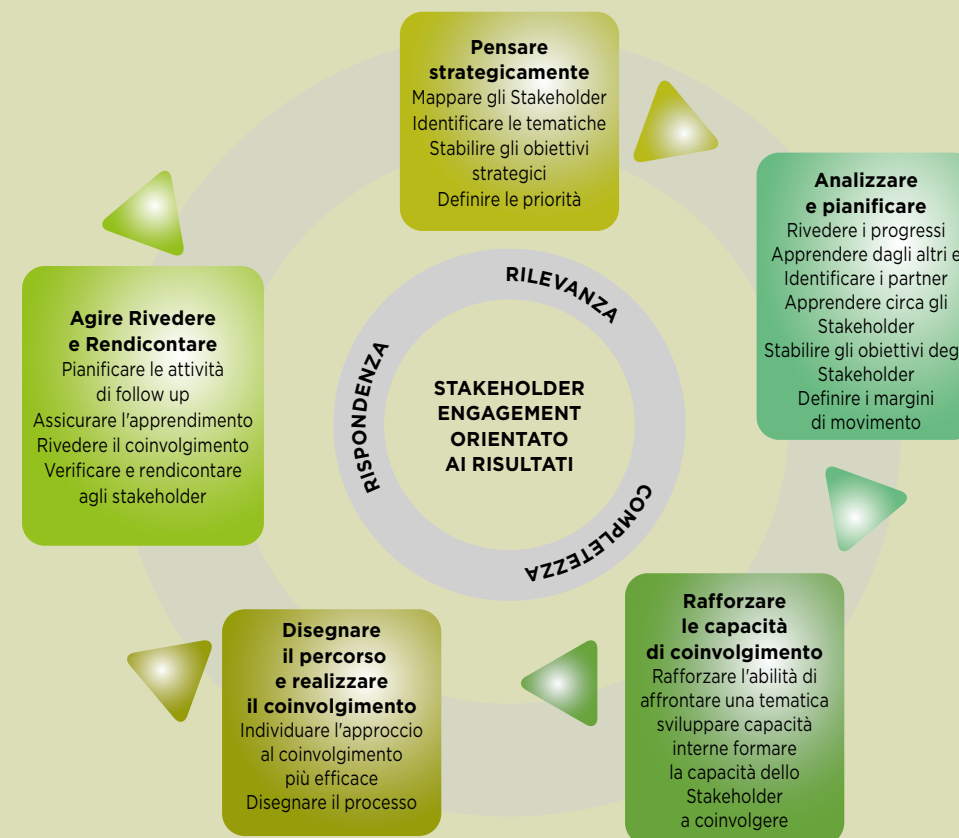 Pensare
strategicamente
Mappare gli Stakeholder
Identificare le tematiche
Stabilire gli obiettivi
strategici
Definire le priorità
Analizzare
e pianificare
Rivedere i progressi
Apprendere dagli altri e
Identificare i partner
Apprendere circa gli
Stakeholder
Stabilire gli obiettivi deg
Stakeholder
Definire i margini
di movimento
Rafforzare
le capacità
di coinvolgimento
Rafforzare l'abilità di
affrontare una tematica
sviluppare capacità
interne formare
la capacità dello
Stakeholder
a coinvolgere
Disegnare
il percorso
e realizzare
il coinvolgimento
Individuare l'approccio
al coinvolgimento
più efficace
Disegnare il processo
Agire Rivedere
e Rendicontare
Pianificare le attività
di follow up
Assicurare l'apprendimento
Rivedere il coinvolgimento
Verificare e rendicontare
agli stakeholder
RILEVANZA
COMPLETEZZA
RISPONDENZA
STAKEHOLDER
ENGAGEMENT
ORIENTATO
AI RISULTATI